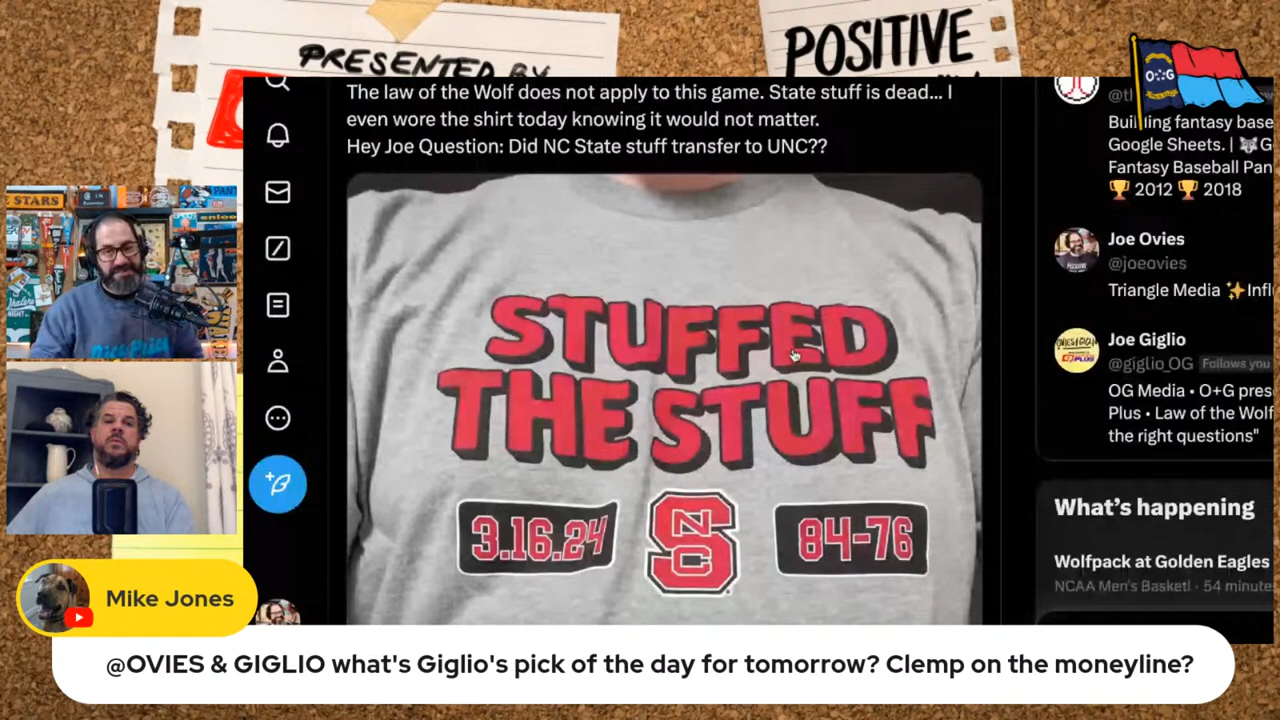 PRESENTED BY
POSITIVE
The law of the Wolf does not apply to this game. State stuff is dead... I
even wore the shirt today knowing it would not matter.
Hey Joe Question: Did NC State stuff transfer to UNC??
STUFFED
THE STUFF
3.16.24
NCS
84-76
O+G
Google Sheets. |
Fantasy Baseball Pan
🏆 2012 🏆 2018
Joe Ovies
@joeovies
Triangle Media ✨Infl
Joe Giglio
@giglio_OG Follows you
OG Media • O+G pres
Plus • Law of the Wolf
the right questions"
What's happening
Wolfpack at Golden Eagles
NCAA Men's Basketl · 54 minute
STARS
Mike Jones
@OVIES & GIGLIO what's Giglio's pick of the day for tomorrow? Clemp on the moneyline?